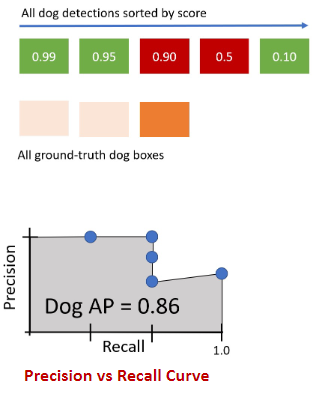 All dog detections sorted by score
0.99 0.95 0.90 0.5 0.10
All ground-truth dog boxes
Precision
Dog AP = 0.86
Recall
1.0
Precision vs Recall Curve